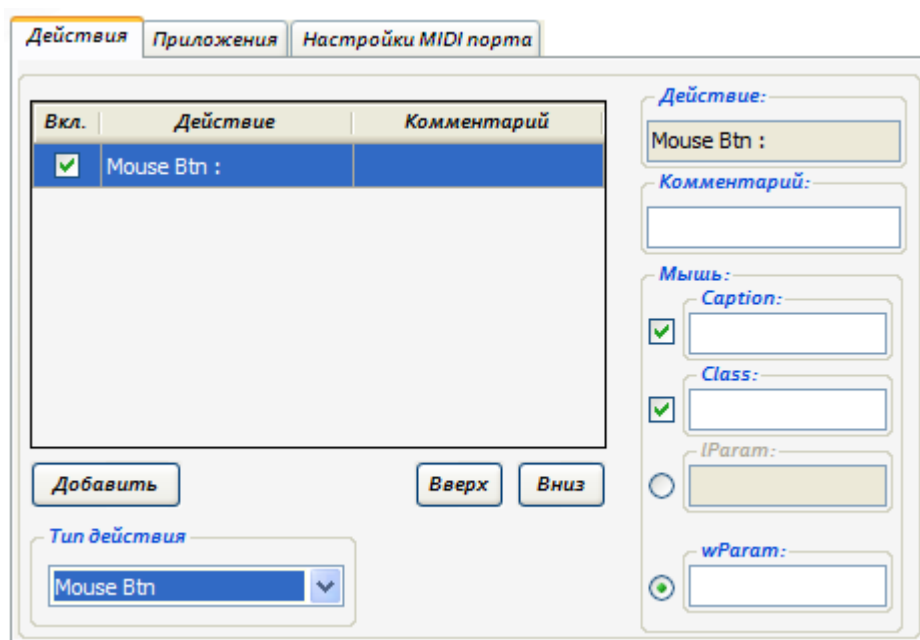 Действия Приложения Настройки MIDI порта
Вкл. Действие Комментарий
Mouse Btn :
Добавить Вверх Вниз
Тип действия
Mouse Btn
Действие:
Mouse Btn :
Комментарий:
Мышь:
Caption:
Class:
lParam:
wParam: